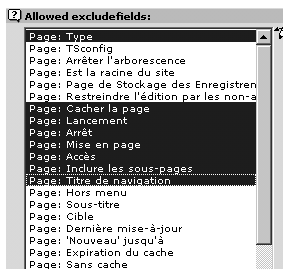 Allowed excludefields:
Page: Type
Page: TSconfig
Page: Arrêter l'arborescence
Page: Est la racine du site
Page: Page de Stockage des Enregistren
Page: Restreindre l'édition par les non-a
Page: Cacher la page
Page: Lancement
Page: Arrêt
Page: Mise en page
Page: Accès
Page: Inclure les sous-pages
Page: Titre de navigation
Page: Hors menu
Page: Sous-titre
Page: Cible
Page: Dernière mise-à-jour
Page: 'Nouveau' jusqu'à
Page: Expiration du cache
Page: Sans cache